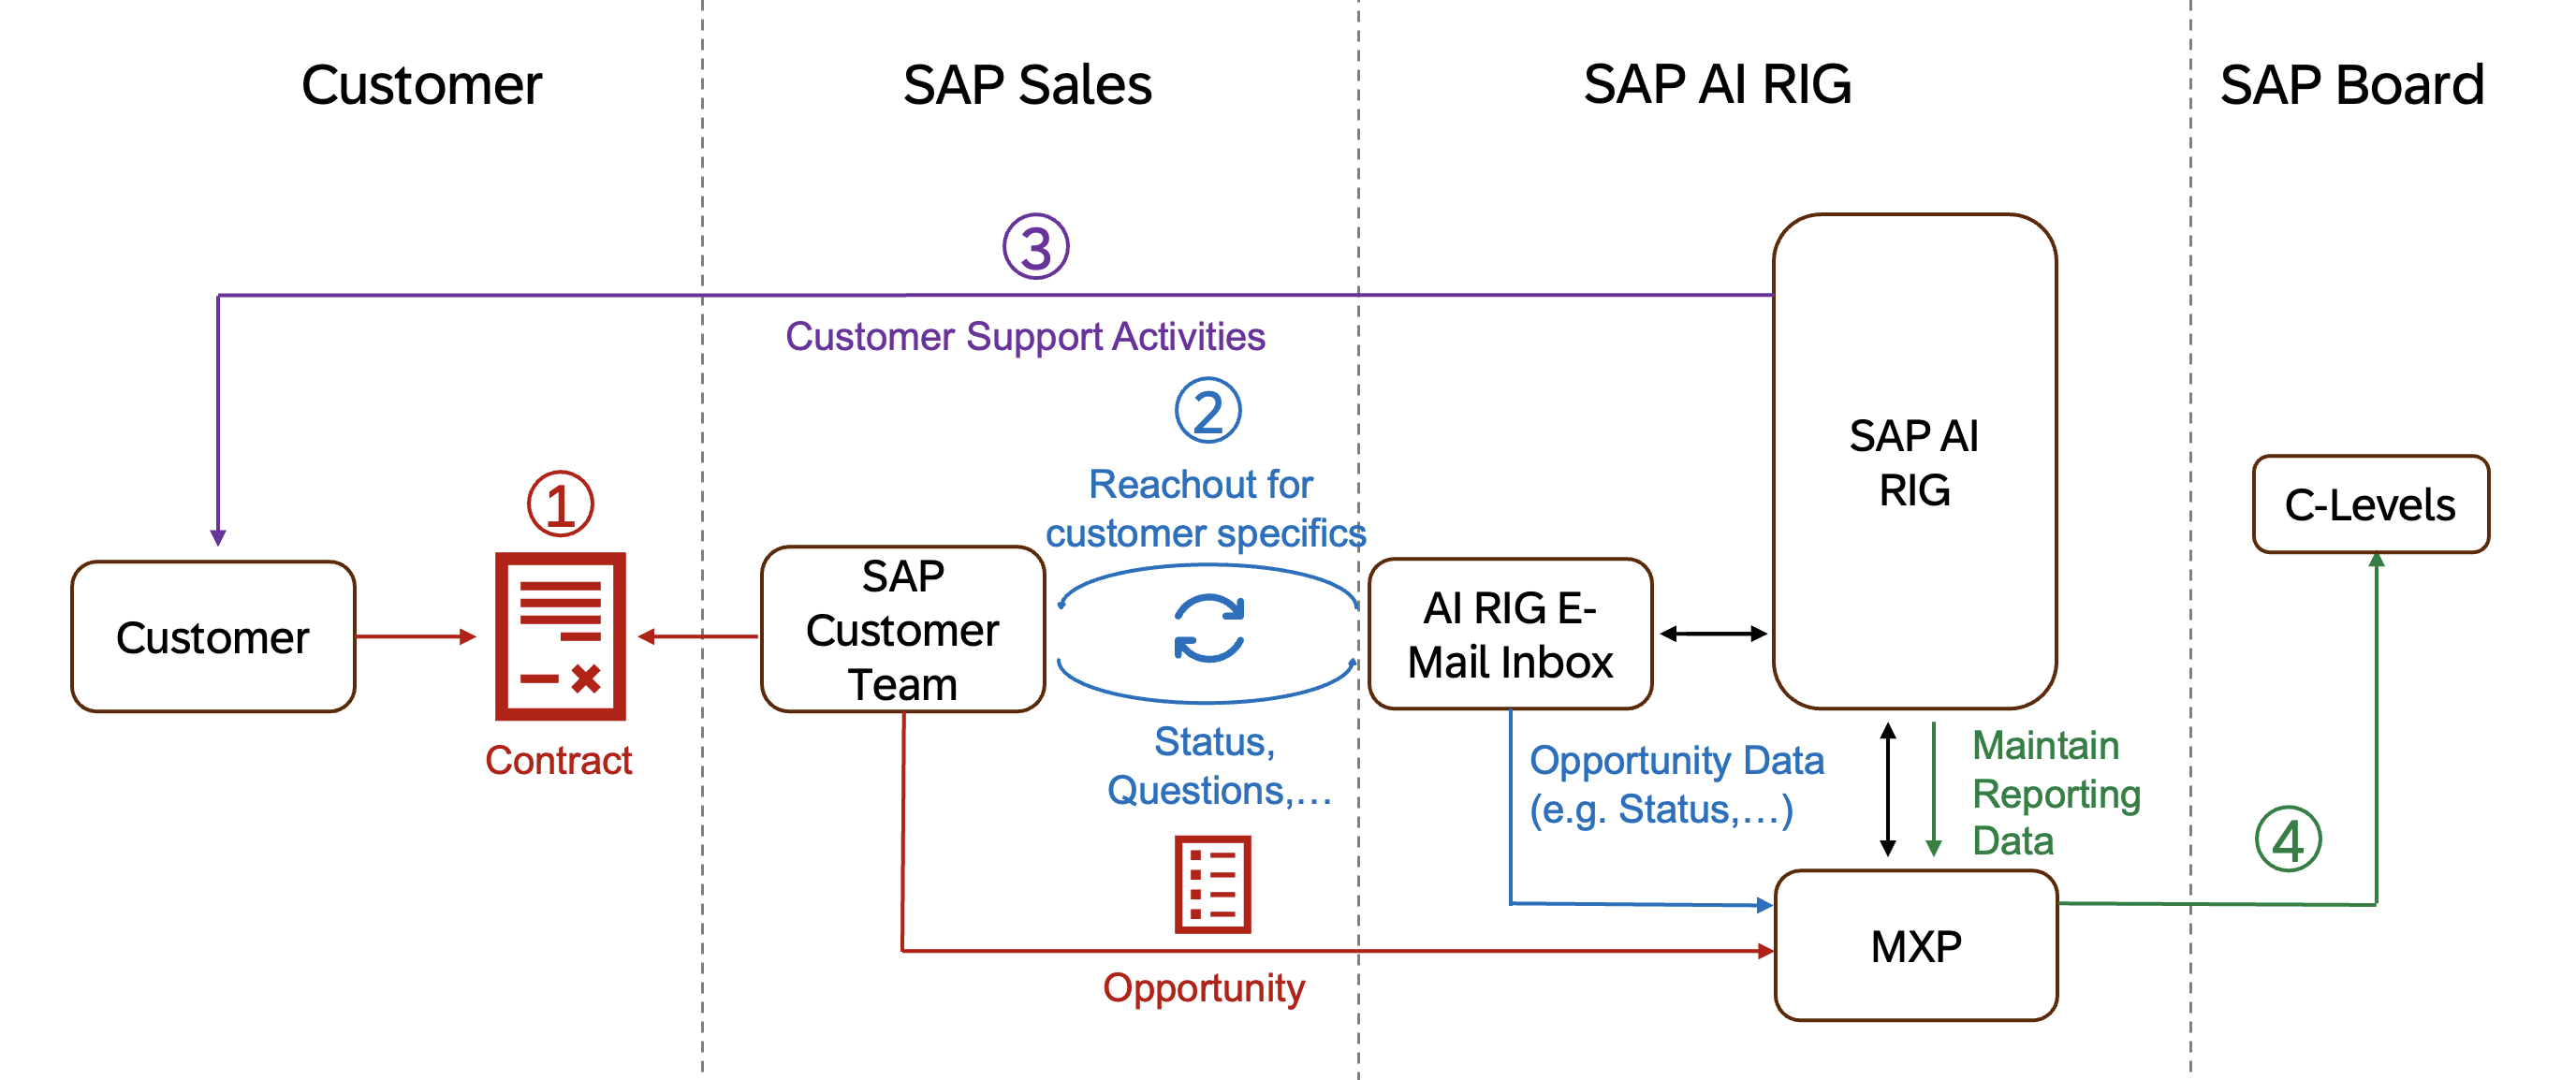 Customer
SAP Sales
SAP AI RIG
SAP Board
3
Customer Support Activities
2
Reachout for
customer specifics
1
Customer
Contract
SAP
Customer
Team
AI RIG E-
Mail Inbox
SAP AI
RIG
C-Levels
Status,
Questions,...
Opportunity Data
(e.g. Status,...)
Maintain
Reporting
Data
4
Opportunity
MXP